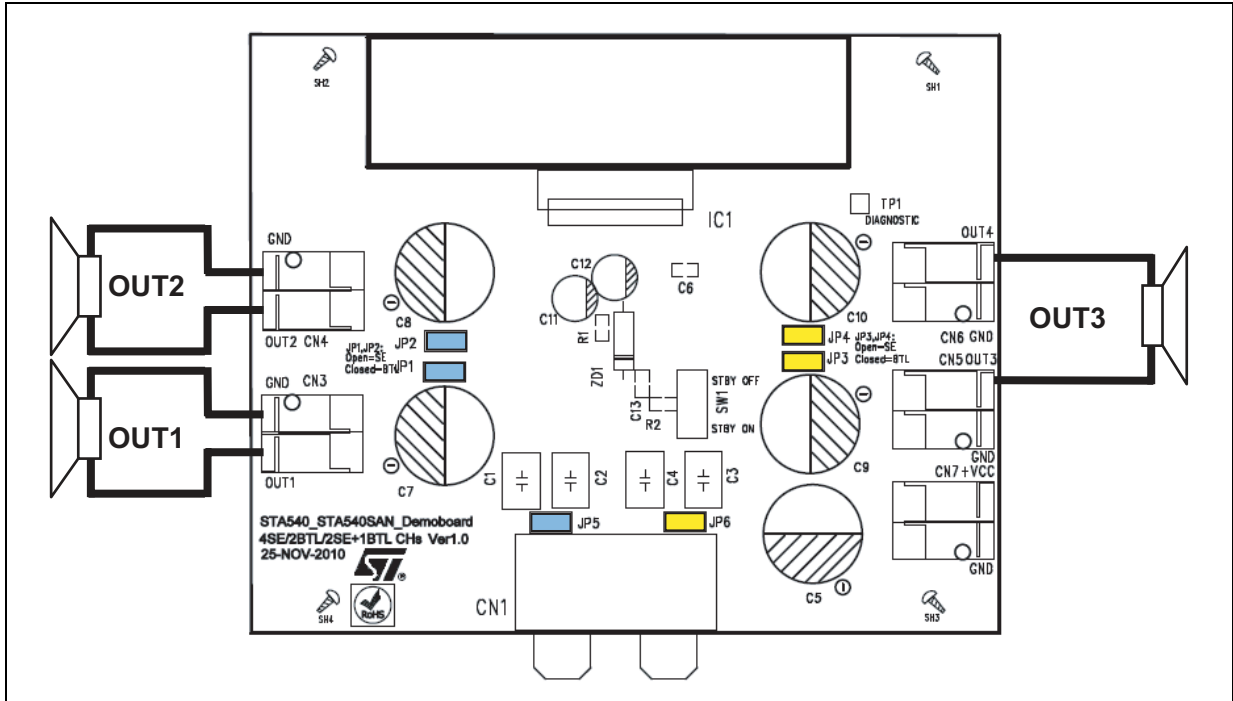 SH2
SH1
IC1
TP1
DIAGNOSTIC
OUT4
GND
C12
C6
C11
C8
C10
OUT2
OUT3
OUT2 CN4
JP1,JP2:
Open=SE
Closed=BTL
JP2
JP1
R1
JP4
JP3
JP3,JP4:
Open=SE
Closed=BTL
CN6 GND
CN5 OUT3
GND CN3
ZD1
C13
R2
SW1
STBY OFF
STBY ON
OUT1
OUT1
C7
C9
GND
CN7+VCC
C1
C2
C4
C3
JP5
JP6
STA540_STA540SAN_Demoboard
4SE/2BTL/2SE+1BTL CHs Ver1.0
25-NOV-2010
ST®
RoHS
CN1
C5
GND
SH4
SH3